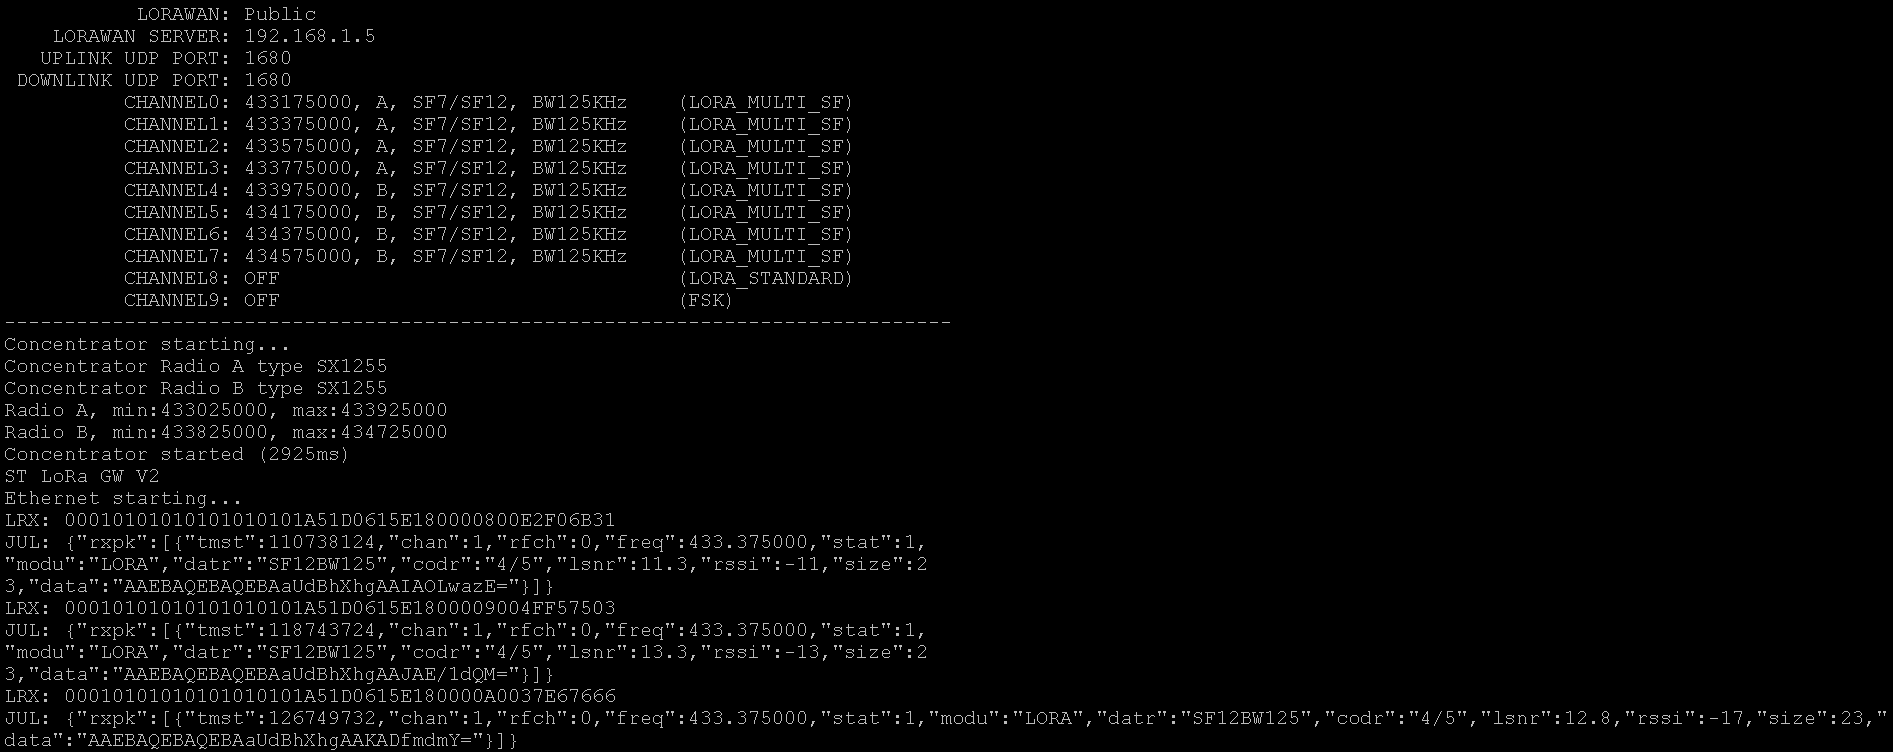 LORAWAN: Public
LORAWAN SERVER: 192.168.1.5
UPLINK UDP PORT: 1680
DOWNLINK UDP PORT: 1680
CHANNEL0: 433175000, A, SF7/SF12, BW125KHz (LORA_MULTI_SF)
CHANNEL1: 433375000, A, SF7/SF12, BW125KHz (LORA_MULTI_SF)
CHANNEL2: 433575000, A, SF7/SF12, BW125KHz (LORA_MULTI_SF)
CHANNEL3: 433775000, A, SF7/SF12, BW125KHz (LORA_MULTI_SF)
CHANNEL4: 433975000, B, SF7/SF12, BW125KHz (LORA_MULTI_SF)
CHANNEL5: 434175000, B, SF7/SF12, BW125KHz (LORA_MULTI_SF)
CHANNEL6: 434375000, B, SF7/SF12, BW125KHz (LORA_MULTI_SF)
CHANNEL7: 434575000, B, SF7/SF12, BW125KHz (LORA_MULTI_SF)
CHANNEL8: OFF (LORA_STANDARD)
CHANNEL9: OFF (FSK)
-------------------------------------------------------------------------------
Concentrator starting...
Concentrator Radio A type SX1255
Concentrator Radio B type SX1255
Radio A, min:433025000, max:433925000
Radio B, min:433825000, max:434725000
Concentrator started (2925ms)
ST LoRa GW V2
Ethernet starting...
LRX: 00010101010101010101A51D0615E180000800E2F06B31
JUL: {"rxpk":[{"tmst":110738124,"chan":1,"rfch":0,"freq":433.375000,"stat":1,
"modu":"LORA","datr":"SF12BW125","codr":"4/5","lsnr":11.3,"rssi":-11,"size":2
3,"data":"AAEBAQEBAQEBAaUdBhXhgAAIAOLwazE="}]}
LRX: 00010101010101010101A51D0615E1800009004FF57503
JUL: {"rxpk":[{"tmst":118743724,"chan":1,"rfch":0,"freq":433.375000,"stat":1,
"modu":"LORA","datr":"SF12BW125","codr":"4/5","lsnr":13.3,"rssi":-13,"size":2
3,"data":"AAEBAQEBAQEBAaUdBhXhgAAJAE/1dQM="}]}
LRX: 00010101010101010101A51D0615E180000A0037E67666
JUL: {"rxpk":[{"tmst":126749732,"chan":1,"rfch":0,"freq":433.375000,"stat":1,"modu":"LORA","datr":"SF12BW125","codr":"4/5","lsnr":12.8,"rssi":-17,"size":23,"
data":"AAEBAQEBAQEBAaUdBhXhgAAKADfmdmY="}]}